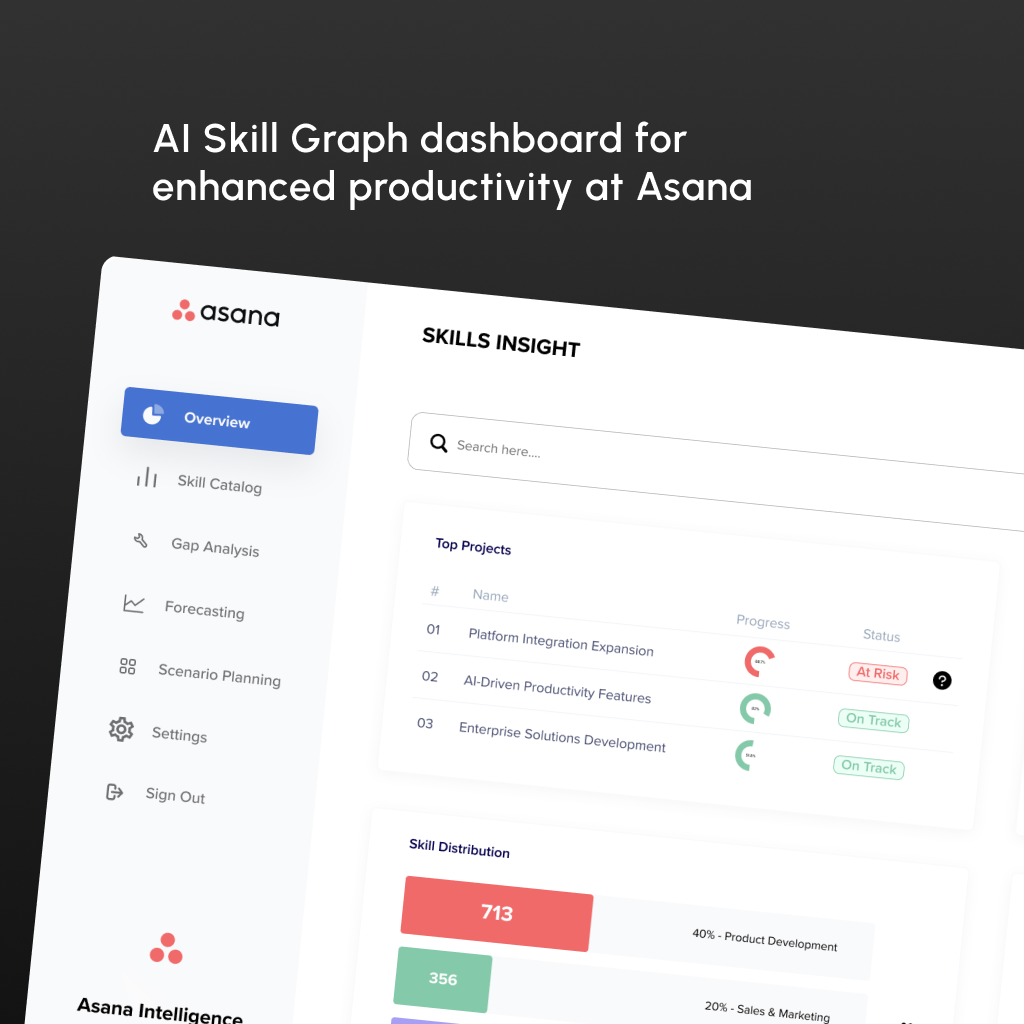 AI Skill Graph dashboard for
enhanced productivity at Asana
asana
Overview
Skill Catalog
Gap Analysis
Forecasting
Scenario Planning
Settings
Sign Out
Asana Intelligence
SKILLS INSIGHT
Search here....
Top Projects
# Name Progress Status
01 Platform Integration Expansion At Risk ?
02 AI-Driven Productivity Features On Track
03 Enterprise Solutions Development On Track
Skill Distribution
713 40% - Product Development
356 20% - Sales & Marketing